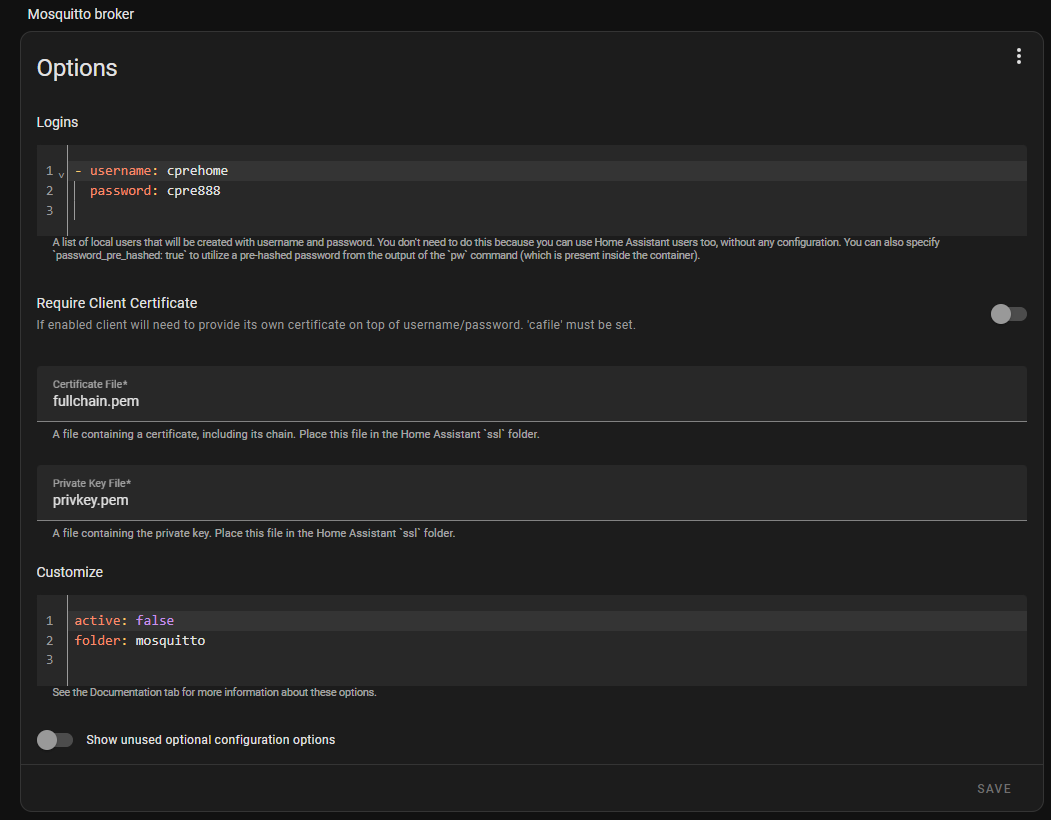 Mosquitto broker
Options
Logins
1 - username: cprehome
2 password: cpre888
3
A list of local users that will be created with username and password. You don't need to do this because you can use Home Assistant users too, without any configuration. You can also specify
`password_pre_hashed: true` to utilize a pre-hashed password from the output of the `pw` command (which is present inside the container).
Require Client Certificate
If enabled client will need to provide its own certificate on top of username/password. 'cafile' must be set.
Certificate File*
fullchain.pem
A file containing a certificate, including its chain. Place this file in the Home Assistant `ssl` folder.
Private Key File*
privkey.pem
A file containing the private key. Place this file in the Home Assistant `ssl` folder.
Customize
1 active: false
2 folder: mosquitto
3
See the Documentation tab for more information about these options.
Show unused optional configuration options
SAVE